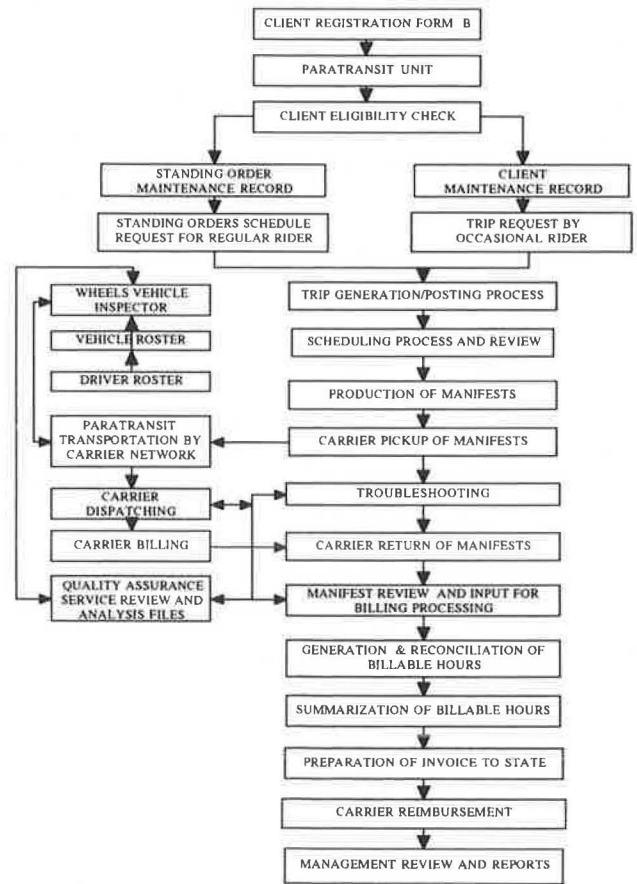 CLIENT REGISTRATION FORM B
PARATRANSIT UNIT
CLIENT ELIGIBILITY CHECK
STANDING ORDER
MAINTENANCE RECORD
CLIENT
MAINTENANCE RECORD
STANDING ORDERS SCHEDULE
REQUEST FOR REGULAR RIDER
TRIP REQUEST BY
OCCASIONAL RIDER
WHEELS VEHICLE
INSPECTOR
TRIP GENERATION/POSTING PROCESS
VEHICLE ROSTER
SCHEDULING PROCESS AND REVIEW
DRIVER ROSTER
PRODUCTION OF MANIFESTS
PARATRANSIT
TRANSPORTATION BY
CARRIER NETWORK
CARRIER PICKUP OF MANIFESTS
CARRIER
DISPATCHING
TROUBLESHOOTING
CARRIER BILLING
CARRIER RETURN OF MANIFESTS
QUALITY ASSURANCE
SERVICE REVIEW AND
ANALYSIS FILES
MANIFEST REVIEW AND INPUT FOR
BILLING PROCESSING
GENERATION & RECONCILIATION OF
BILLABLE HOURS
SUMMARIZATION OF BILLABLE HOURS
PREPARATION OF INVOICE TO STATE
CARRIER REIMBURSEMENT
MANAGEMENT REVIEW AND REPORTS